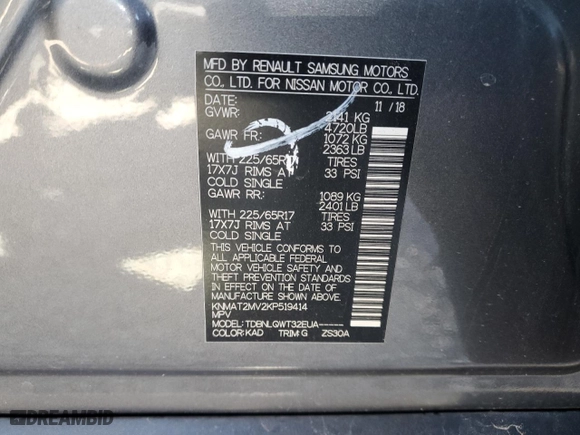 MFD BY RENAULT SAMSUNG MOTORS
CO., LTD. FOR NISSAN MOTOR CO., LTD.
DATE: 11 / 18
GVWR: 2141 KG
4720LB
GAWR FR: 1072 KG
2363LB
WITH 225/65R17 TIRES
17X7J RIMS AT 33 PSI
COLD SINGLE
GAWR RR: 1089 KG
2401 LB
WITH 225/65R17 TIRES
17X7J RIMS AT 33 PSI
COLD SINGLE
THIS VEHICLE CONFORMS TO
ALL APPLICABLE FEDERAL
MOTOR VEHICLE SAFETY AND
THEFT PREVENTION STANDARDS
IN EFFECT ON THE DATE OF
MANUFACTURE SHOWN ABOVE.
KNMAT2MV2KP519414
MPV
MODEL: TDBNLQWT32EUA-----
COLOR: KAD TRIM: G ZS30A
DREAMBID